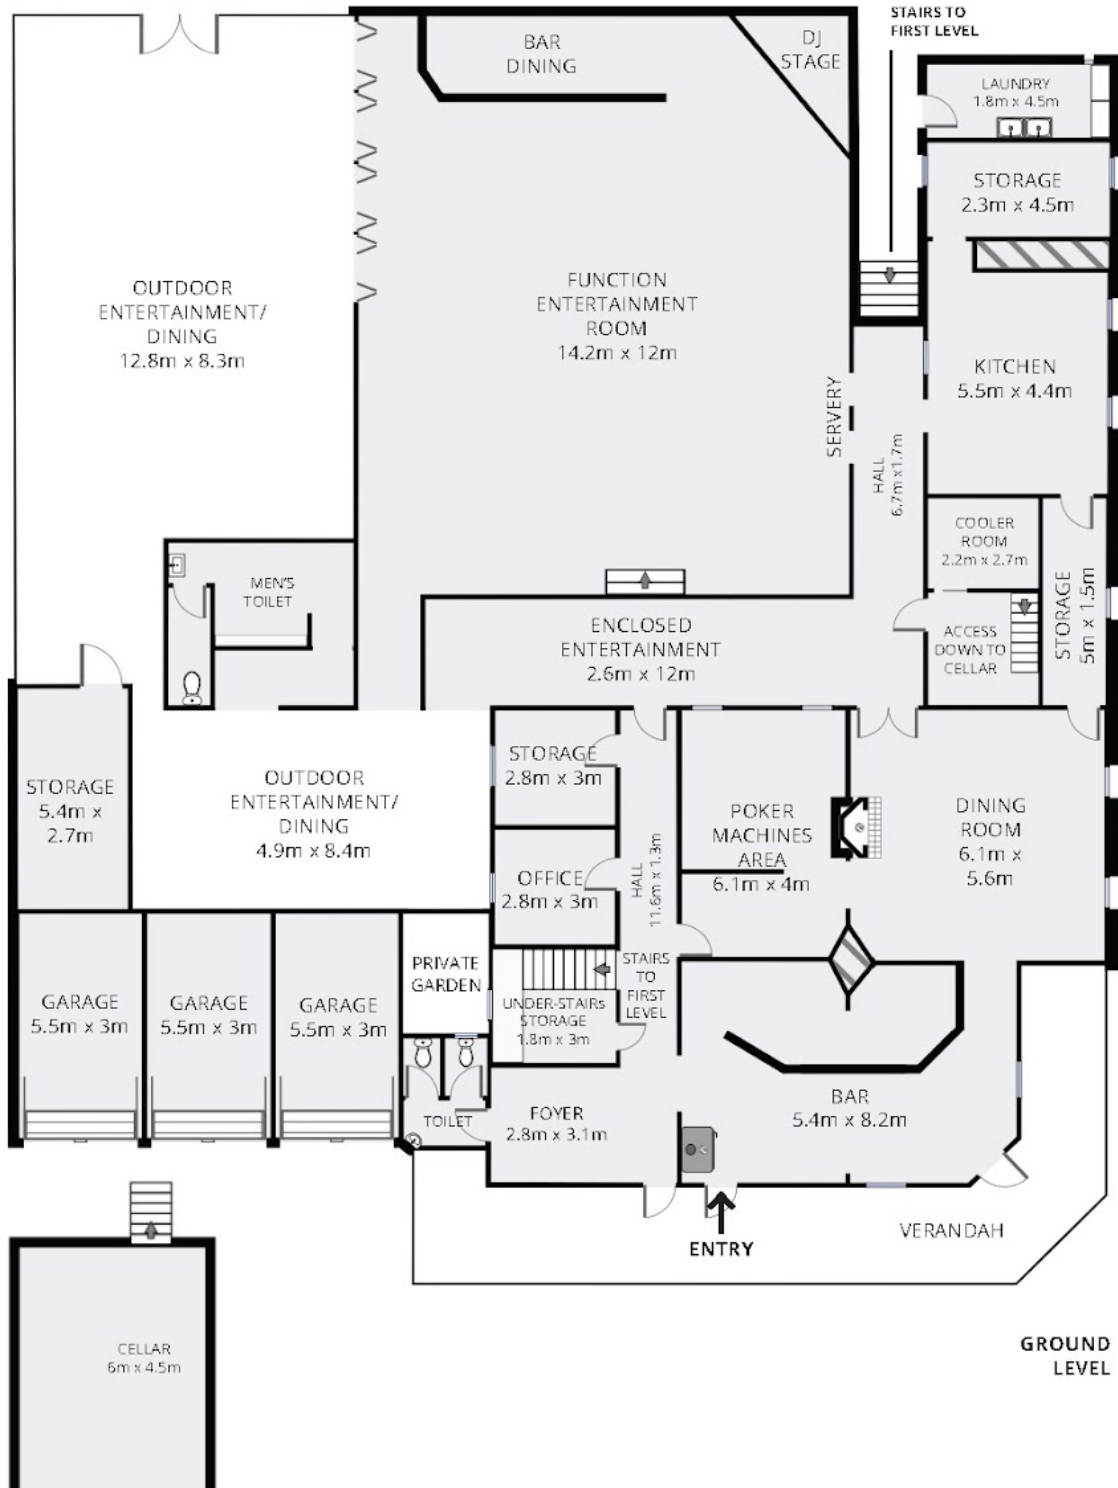 STAIRS TO
FIRST LEVEL
BAR
DINING
DJ
STAGE
LAUNDRY
1.8m x 4.5m
STORAGE
2.3m x 4.5m
OUTDOOR
ENTERTAINMENT/
DINING
12.8m x 8.3m
FUNCTION
ENTERTAINMENT
ROOM
14.2m x 12m
KITCHEN
5.5m x 4.4m
SERVERY
HALL
6.7m x1.7m
COOLER
ROOM
2.2m x 2.7m
MEN'S
TOILET
STORAGE
5m x 1.5m
ENCLOSED
ENTERTAINMENT
2.6m x 12m
ACCESS
DOWN TO
CELLAR
STORAGE
5.4m x
2.7m
OUTDOOR
ENTERTAINMENT/
DINING
4.9m x 8.4m
STORAGE
2.8m x 3m
OFFICE
2.8m x 3m
HALL
11.6m x 1.3m
POKER
MACHINES
AREA
6.1m x 4m
DINING
ROOM
6.1m x
5.6m
GARAGE
5.5m x 3m
GARAGE
5.5m x 3m
GARAGE
5.5m x 3m
PRIVATE
GARDEN
STAIRS
TO
FIRST
LEVEL
UNDER-STAIRs
STORAGE
1.8m x 3m
TOILET
FOYER
2.8m x 3.1m
BAR
5.4m x 8.2m
ENTRY
VERANDAH
CELLAR
6m x 4.5m
GROUND
LEVEL